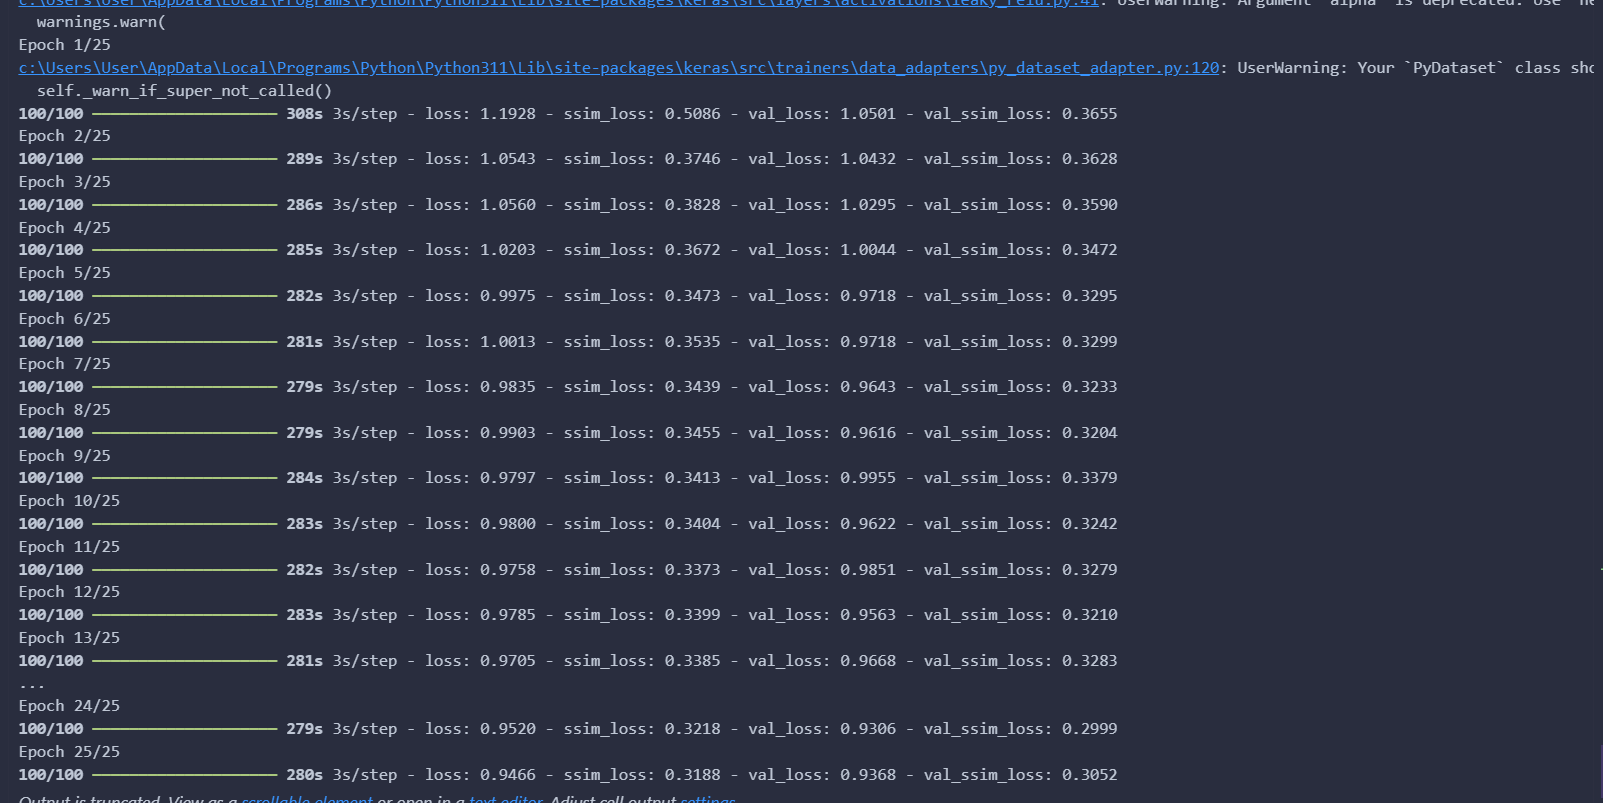 c:\Users\User\AppData\Local\Programs\Python\Python311\Lib\site-packages\keras\src\layers\activations\leaky_relu.py:41: UserWarning: Argument `alpha` is deprecated. Use
  warnings.warn(
Epoch 1/25
c:\Users\User\AppData\Local\Programs\Python\Python311\Lib\site-packages\keras\src\trainers\data_adapters\py_dataset_adapter.py:120: UserWarning: Your `PyDataset` class
  self._warn_if_super_not_called()
100/100 ━━━━━━━━━━━━━━━━━━━━ 308s 3s/step - loss: 1.1928 - ssim_loss: 0.5086 - val_loss: 1.0501 - val_ssim_loss: 0.3655
Epoch 2/25
100/100 ━━━━━━━━━━━━━━━━━━━━ 289s 3s/step - loss: 1.0543 - ssim_loss: 0.3746 - val_loss: 1.0432 - val_ssim_loss: 0.3628
Epoch 3/25
100/100 ━━━━━━━━━━━━━━━━━━━━ 286s 3s/step - loss: 1.0560 - ssim_loss: 0.3828 - val_loss: 1.0295 - val_ssim_loss: 0.3590
Epoch 4/25
100/100 ━━━━━━━━━━━━━━━━━━━━ 285s 3s/step - loss: 1.0203 - ssim_loss: 0.3672 - val_loss: 1.0044 - val_ssim_loss: 0.3472
Epoch 5/25
100/100 ━━━━━━━━━━━━━━━━━━━━ 282s 3s/step - loss: 0.9975 - ssim_loss: 0.3473 - val_loss: 0.9718 - val_ssim_loss: 0.3295
Epoch 6/25
100/100 ━━━━━━━━━━━━━━━━━━━━ 281s 3s/step - loss: 1.0013 - ssim_loss: 0.3535 - val_loss: 0.9718 - val_ssim_loss: 0.3299
Epoch 7/25
100/100 ━━━━━━━━━━━━━━━━━━━━ 279s 3s/step - loss: 0.9835 - ssim_loss: 0.3439 - val_loss: 0.9643 - val_ssim_loss: 0.3233
Epoch 8/25
100/100 ━━━━━━━━━━━━━━━━━━━━ 279s 3s/step - loss: 0.9903 - ssim_loss: 0.3455 - val_loss: 0.9616 - val_ssim_loss: 0.3204
Epoch 9/25
100/100 ━━━━━━━━━━━━━━━━━━━━ 284s 3s/step - loss: 0.9797 - ssim_loss: 0.3413 - val_loss: 0.9955 - val_ssim_loss: 0.3379
Epoch 10/25
100/100 ━━━━━━━━━━━━━━━━━━━━ 283s 3s/step - loss: 0.9800 - ssim_loss: 0.3404 - val_loss: 0.9622 - val_ssim_loss: 0.3242
Epoch 11/25
100/100 ━━━━━━━━━━━━━━━━━━━━ 282s 3s/step - loss: 0.9758 - ssim_loss: 0.3373 - val_loss: 0.9851 - val_ssim_loss: 0.3279
Epoch 12/25
100/100 ━━━━━━━━━━━━━━━━━━━━ 283s 3s/step - loss: 0.9785 - ssim_loss: 0.3399 - val_loss: 0.9563 - val_ssim_loss: 0.3210
Epoch 13/25
100/100 ━━━━━━━━━━━━━━━━━━━━ 281s 3s/step - loss: 0.9705 - ssim_loss: 0.3385 - val_loss: 0.9668 - val_ssim_loss: 0.3283
...
Epoch 24/25
100/100 ━━━━━━━━━━━━━━━━━━━━ 279s 3s/step - loss: 0.9520 - ssim_loss: 0.3218 - val_loss: 0.9306 - val_ssim_loss: 0.2999
Epoch 25/25
100/100 ━━━━━━━━━━━━━━━━━━━━ 280s 3s/step - loss: 0.9466 - ssim_loss: 0.3188 - val_loss: 0.9368 - val_ssim_loss: 0.3052
Output is truncated. View as a scrollable element or open in a text editor. Adjust cell output settings...